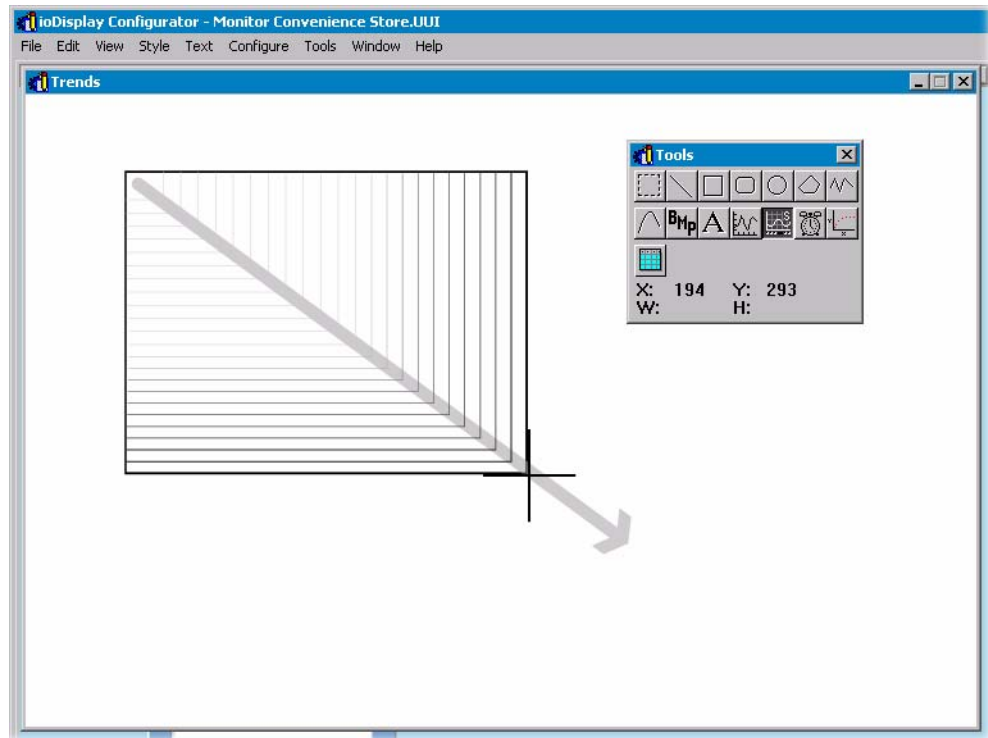 ioDisplay Configurator - Monitor Convenience Store.UUI
File Edit View Style Text Configure Tools Window Help
Trends
Tools
BMp A S
Y X
X: 194 Y: 293
W: H: